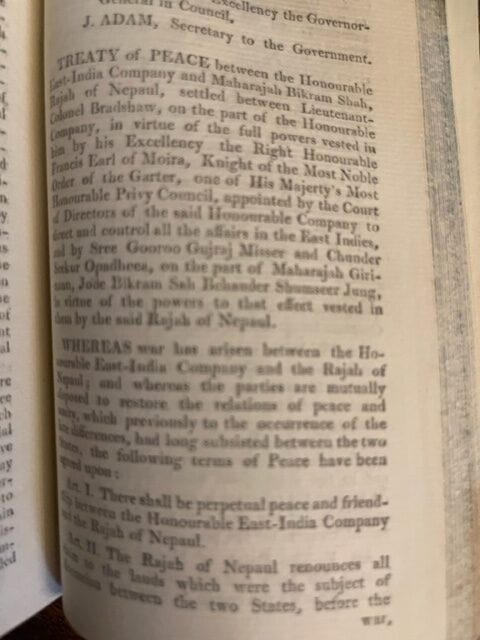 Excellency the Governor-
General in Council,
J. ADAM, Secretary to the Government.
TREATY of PEACE between the Honourable
East-India Company and Maharajah Bikram Shah,
Rajah of Nepaul, settled between Lieutenant-
Colonel Bradshaw, on the part of the Honourable
Company, in virtue of the full powers vested in
him by his Excellency the Right Honourable
Francis Earl of Moira, Knight of the Most Noble
Order of the Garter, one of His Majerty's Most
Honourable Privy Council, appointed by the Court
of Directors of the said Honourable Company to
direct and control all the affairs in the East Indies,
and by Sree Gooroo Gujraj Misser and Chunder
Seekur Opadheea, on the part of Maharajah Giri-
Jode Bikram Sah Behauder Shumseer Jung,
in virtue of the powers to that effect vested in
them by the said Rajah of Nepaul.
WHEREAS war has arisen between the Ho-
nourable East-India Company and the Rajah of
Nepaul; and whereas the parties are mutually
disposed to restore the relations of peace and
amity, which previously to the occurrence of the
late differences, had long subsisted between the two
States, the following terms of Peace have been
agreed upon:
Art. I. There shall be perpetual peace and friend-
ship between the Honourable East-India Company
and the Rajah of Nepaul.
Art. II. The Rajah of Nepaul renounces all
claim to the lands which were the subject of
discussion between the two States, before the
war,